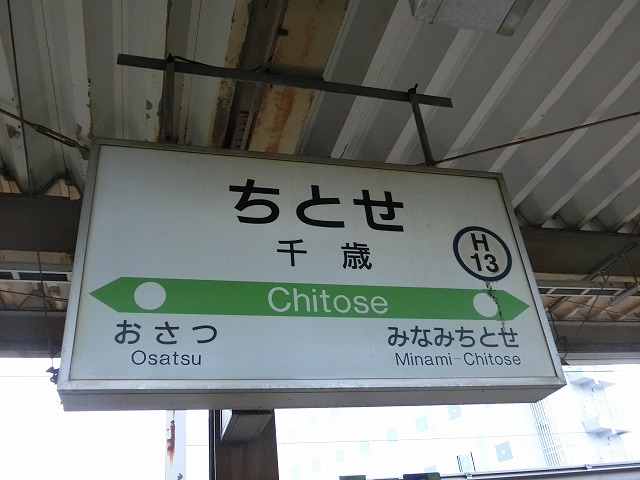 ちとせ
千歳
H
13
Chitose
おさつ
Osatsu
みなみちとせ
Minami-Chitose